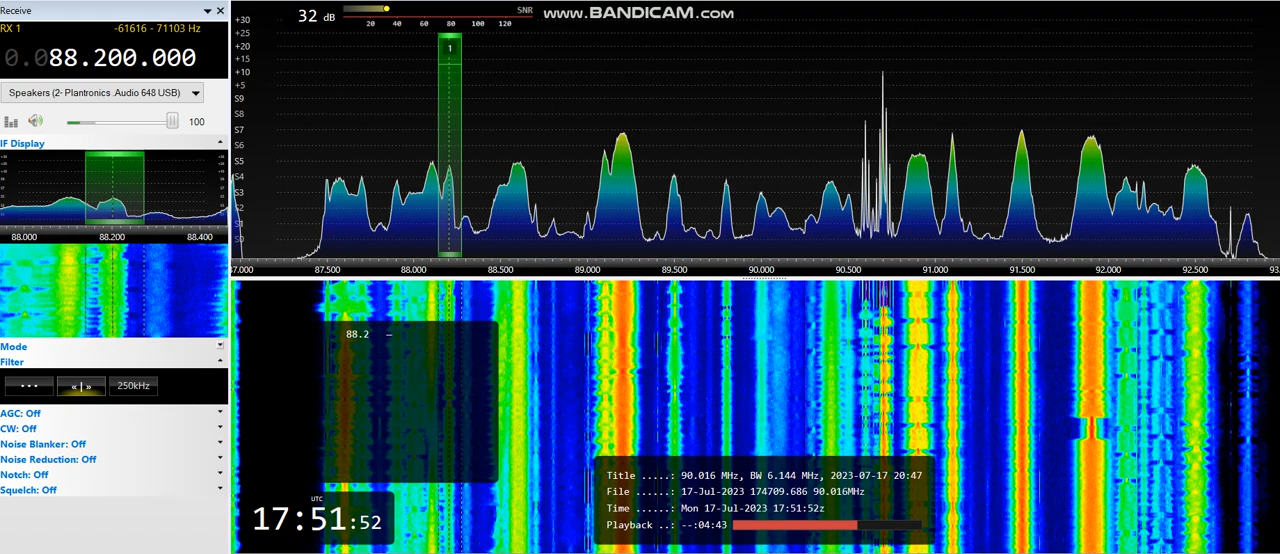 Receive
RX 1 -61616 - 71103 Hz
0.088.200.000
Speakers (2- Plantronics .Audio 648 USB)
100
IF Display
88.000 88.200 88.400
Mode
Filter
••• «|» 250kHz
AGC: Off
CW: Off
Noise Blanker: Off
Noise Reduction: Off
Notch: Off
Squelch: Off
32 dB
20 40 60 80 100 120
SNR
www.BANDICAM.com
+30
+25
+20
+15
+10
+5
S9
S8
S7
S6
S5
S4
S3
S2
S1
S0
1
87.500 88.000 88.500 89.000 89.500 90.000 90.500 91.000 91.500 92.000 92.500
88.2 —
UTC
17:51:52
Title .....: 90.016 MHz, BW 6.144 MHz, 2023-07-17 20:47
File ......: 17-Jul-2023 174709.686 90.016MHz
Time ......: Mon 17-Jul-2023 17:51:52z
Playback ..: --:04:43